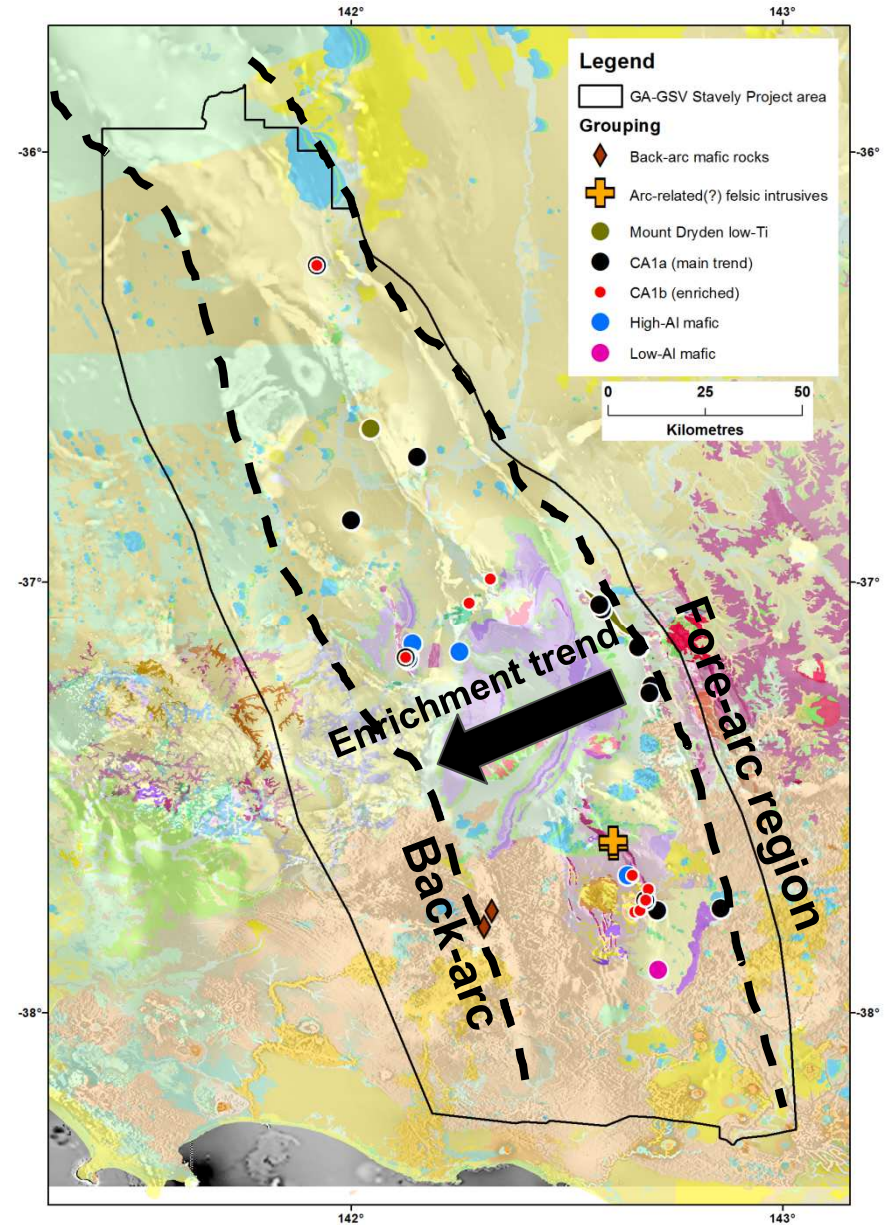 142°
143°
Legend
GA-GSV Stavely Project area
Grouping
Back-arc mafic rocks
Arc-related(?) felsic intrusives
Mount Dryden low-Ti
CA1a (main trend)
CA1b (enriched)
High-Al mafic
Low-Al mafic
0 25 50
Kilometres
-36°
-36°
-37°
-37°
Enrichment trend
Fore-arc region
Back-arc
-38°
-38°
142°
143°